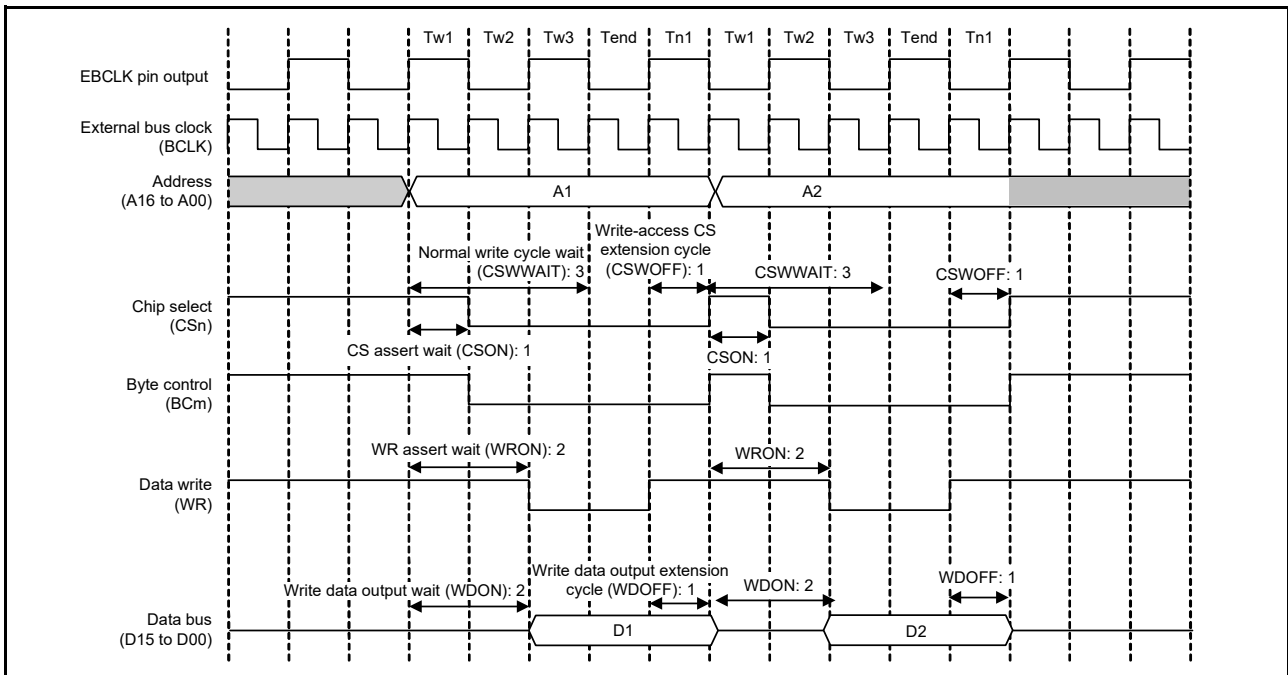 Tw1 Tw2 Tw3 Tend Tn1 Tw1 Tw2 Tw3 Tend Tn1
EBCLK pin output
External bus clock
(BCLK)
Address
(A16 to A00)
A1
A2
Normal write cycle wait
(CSWWAIT): 3
Write-access CS
extension cycle
(CSWOFF): 1
CSWWAIT: 3
CSWOFF: 1
Chip select
(CSn)
CS assert wait (CSON): 1
CSON: 1
Byte control
(BCm)
WR assert wait (WRON): 2
WRON: 2
Data write
(WR)
Write data output wait (WDON): 2
Write data output extension
cycle (WDOFF): 1
WDON: 2
WDOFF: 1
Data bus
(D15 to D00)
D1
D2